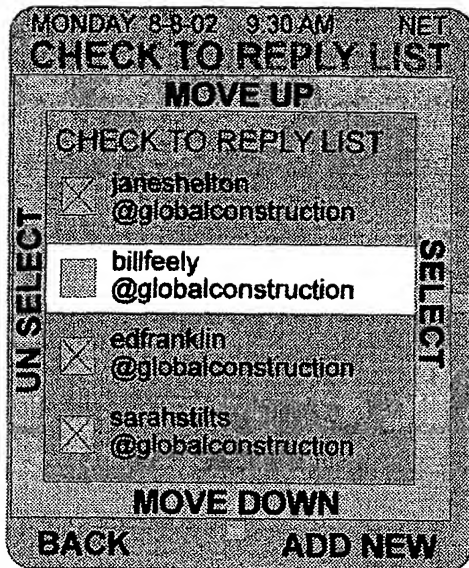 MONDAY 8-8-02 9:30 AM NET
CHECK TO REPLY LIST
MOVE UP
CHECK TO REPLY LIST
janeshelton
@globalconstruction
billfeely
@globalconstruction
edfranklin
@globalconstruction
sarahstilts
@globalconstruction
UN SELECT
SELECT
MOVE DOWN
BACK ADD NEW